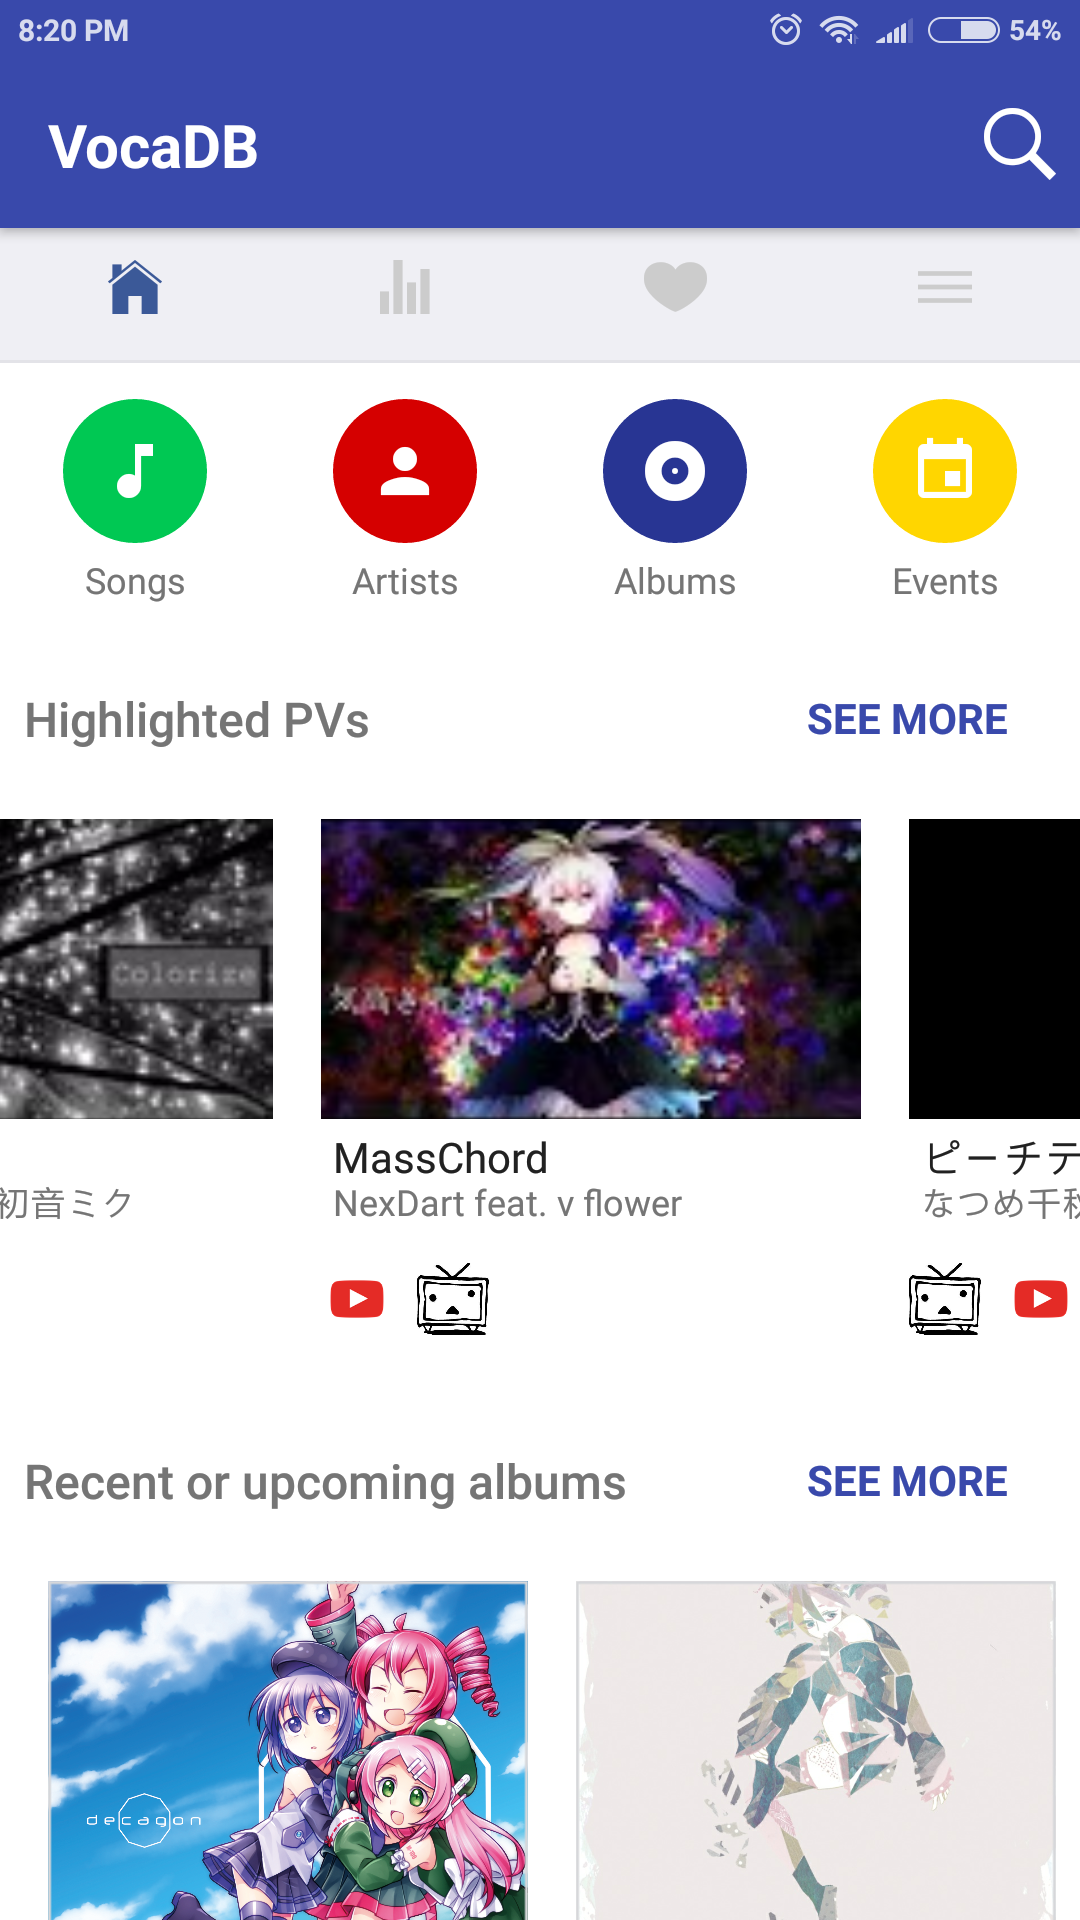 8:20 PM
54%
VocaDB
Songs
Artists
Albums
Events
Highlighted PVs
SEE MORE
Colorize
MassChord
NexDart feat. v flower
初音ミク
ピーチテ
なつめ千秋
Recent or upcoming albums
SEE MORE
decagon